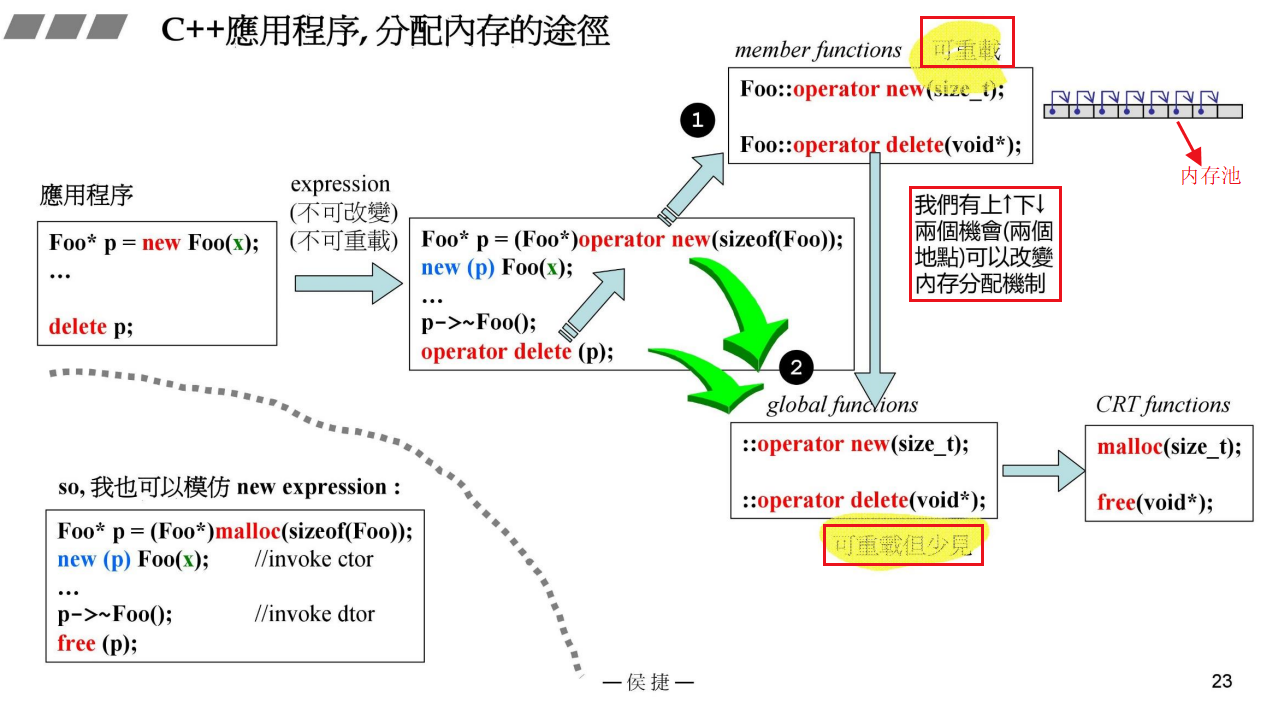 C++應用程序, 分配內存的途徑
member functions 可重載
Foo::operator new(size_t);
Foo::operator delete(void*);
内存池
❶
應用程序
Foo* p = new Foo(x);
...
delete p;
expression
(不可改變)
(不可重載)
Foo* p = (Foo*)operator new(sizeof(Foo));
new (p) Foo(x);
...
p->~Foo();
operator delete (p);
我們有上↑下↓
兩個機會(兩個
地點)可以改變
內存分配機制
❷
global functions
::operator new(size_t);
::operator delete(void*);
可重載但少見
CRT functions
malloc(size_t);
free(void*);
so, 我也可以模仿 new expression :
Foo* p = (Foo*)malloc(sizeof(Foo));
new (p) Foo(x); //invoke ctor
...
p->~Foo(); //invoke dtor
free (p);
— 侯捷 —
23